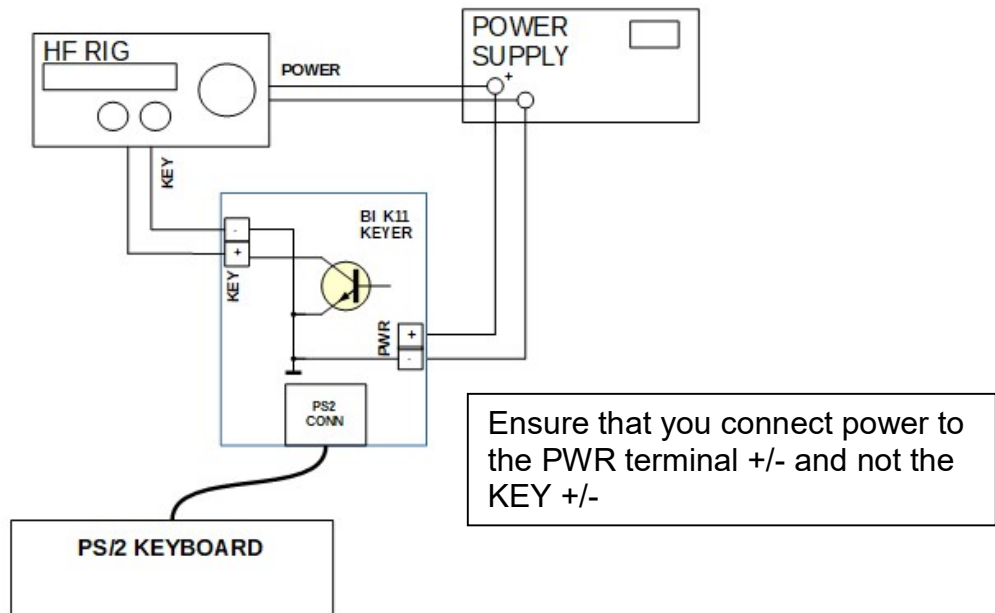 HF RIG
POWER
POWER
SUPPLY
+
KEY
BI K11
KEYER
-
+
KEY
PWR
+
-
PS2
CONN
Ensure that you connect power to
the PWR terminal +/- and not the
KEY +/-
PS/2 KEYBOARD